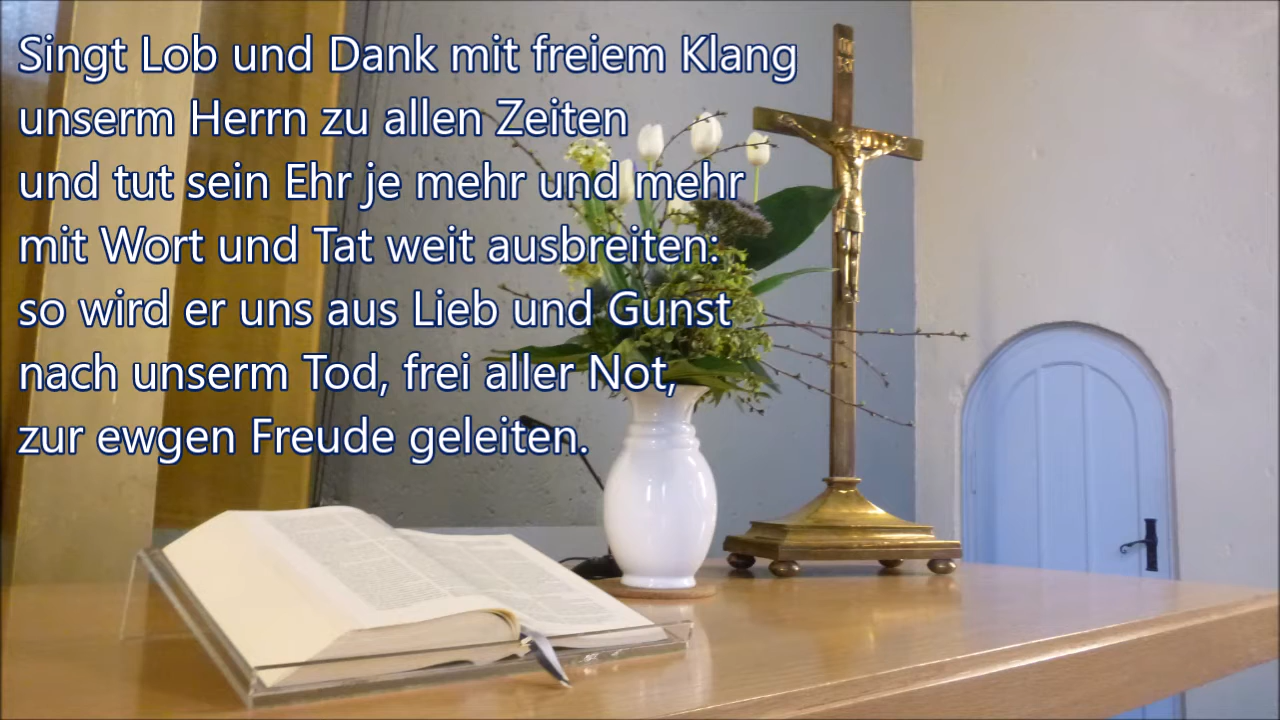 Singt Lob und Dank mit freiem Klang
unserm Herrn zu allen Zeiten
und tut sein Ehr je mehr und mehr
mit Wort und Tat weit ausbreiten:
so wird er uns aus Lieb und Gunst
nach unserm Tod, frei aller Not,
zur ewgen Freude geleiten.